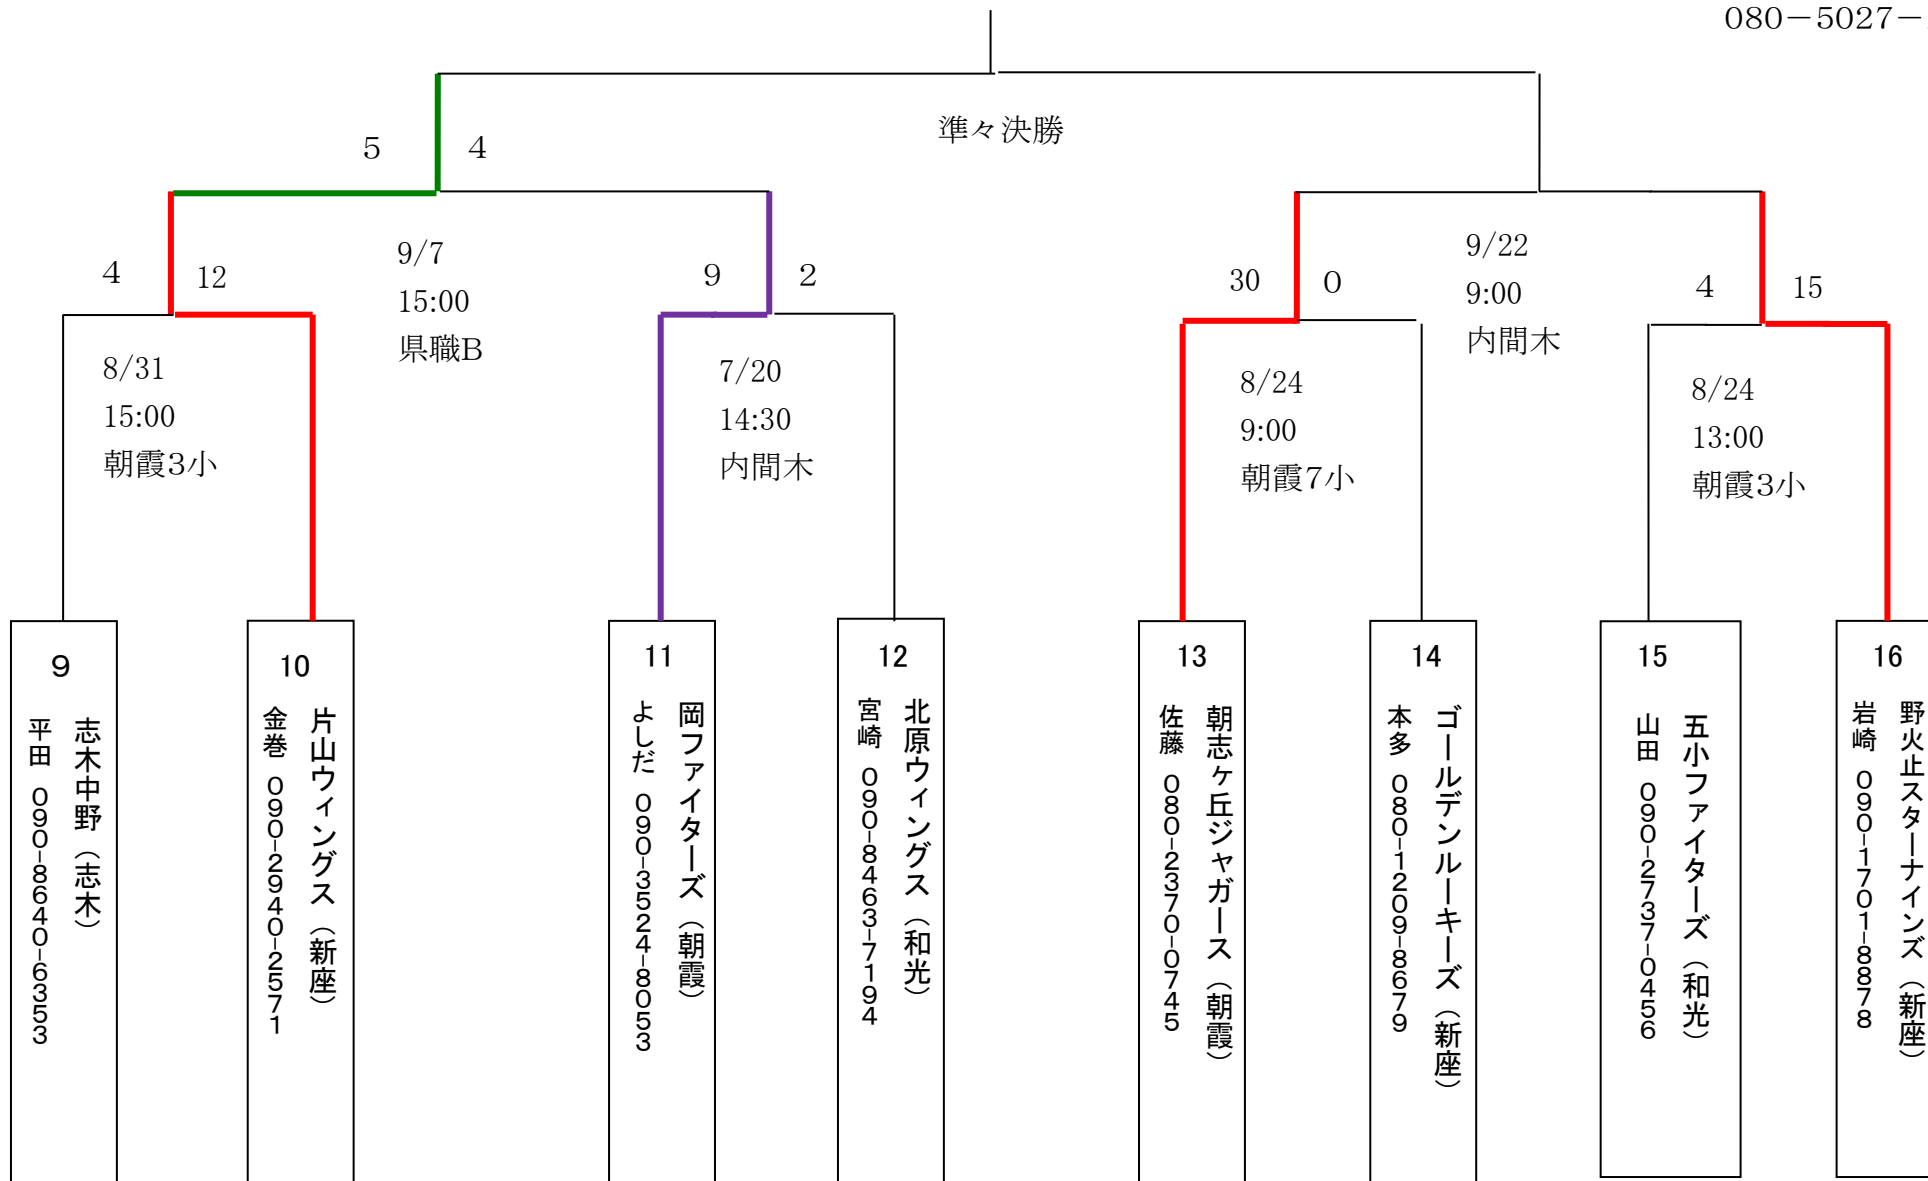 080－5027－
準々決勝
5
4
4
12
9/7
15:00
県職B
9
2
30
0
9/22
9:00
内間木
4
15
8/31
15:00
朝霞3小
7/20
14:30
内間木
8/24
9:00
朝霞7小
8/24
13:00
朝霞3小
9
志木中野（志木）
平田 090-8640-6353
10
片山ウィングス（新座）
金巻 090-2940-2571
11
岡ファイターズ（朝霞）
よしだ 090-3524-8053
12
北原ウィングス（和光）
宮崎 090-8463-7194
13
朝志ヶ丘ジャガース（朝霞）
佐藤 080-2370-0745
14
ゴールデンルーキーズ（新座）
本多 080-1209-8679
15
五小ファイターズ（和光）
山田 090-2737-0456
16
野火止スターナインズ（新座）
岩崎 090-1701-8878